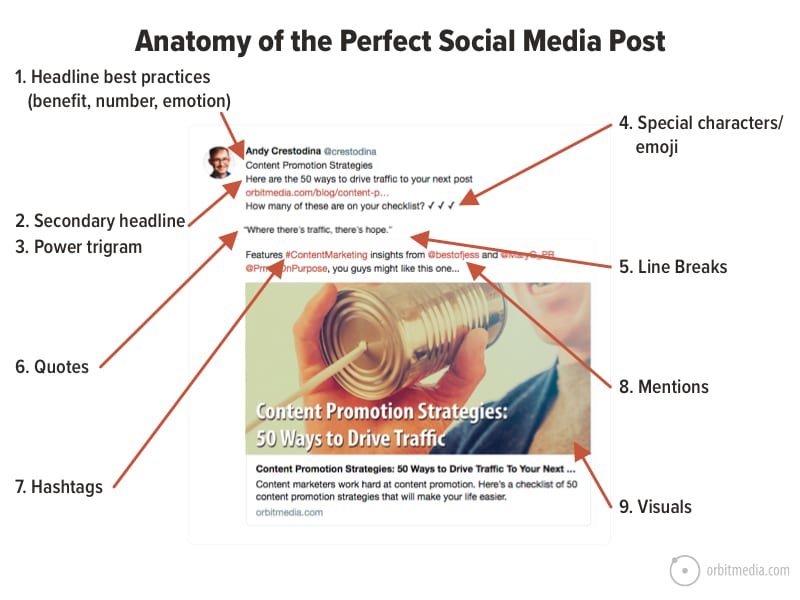 Anatomy of the Perfect Social Media Post
1. Headline best practices
(benefit, number, emotion)
2. Secondary headline
3. Power trigram
6. Quotes
7. Hashtags
4. Special characters/
emoji
5. Line Breaks
8. Mentions
9. Visuals
Andy Crestodina @crestodina
Content Promotion Strategies
Here are the 50 ways to drive traffic to your next post
orbitmedia.com/blog/content-p...
How many of these are on your checklist? ✓ ✓ ✓
“Where there's traffic, there's hope.”
Features #ContentMarketing insights from @bestofjess and
, you guys might like this one...
Content Promotion Strategies:
50 Ways to Drive Traffic
Content Promotion Strategies: 50 Ways to Drive Traffic To Your Next ...
Content marketers work hard at content promotion. Here's a checklist of 50
content promotion strategies that will make your life easier.
orbitmedia.com
orbitmedia.com